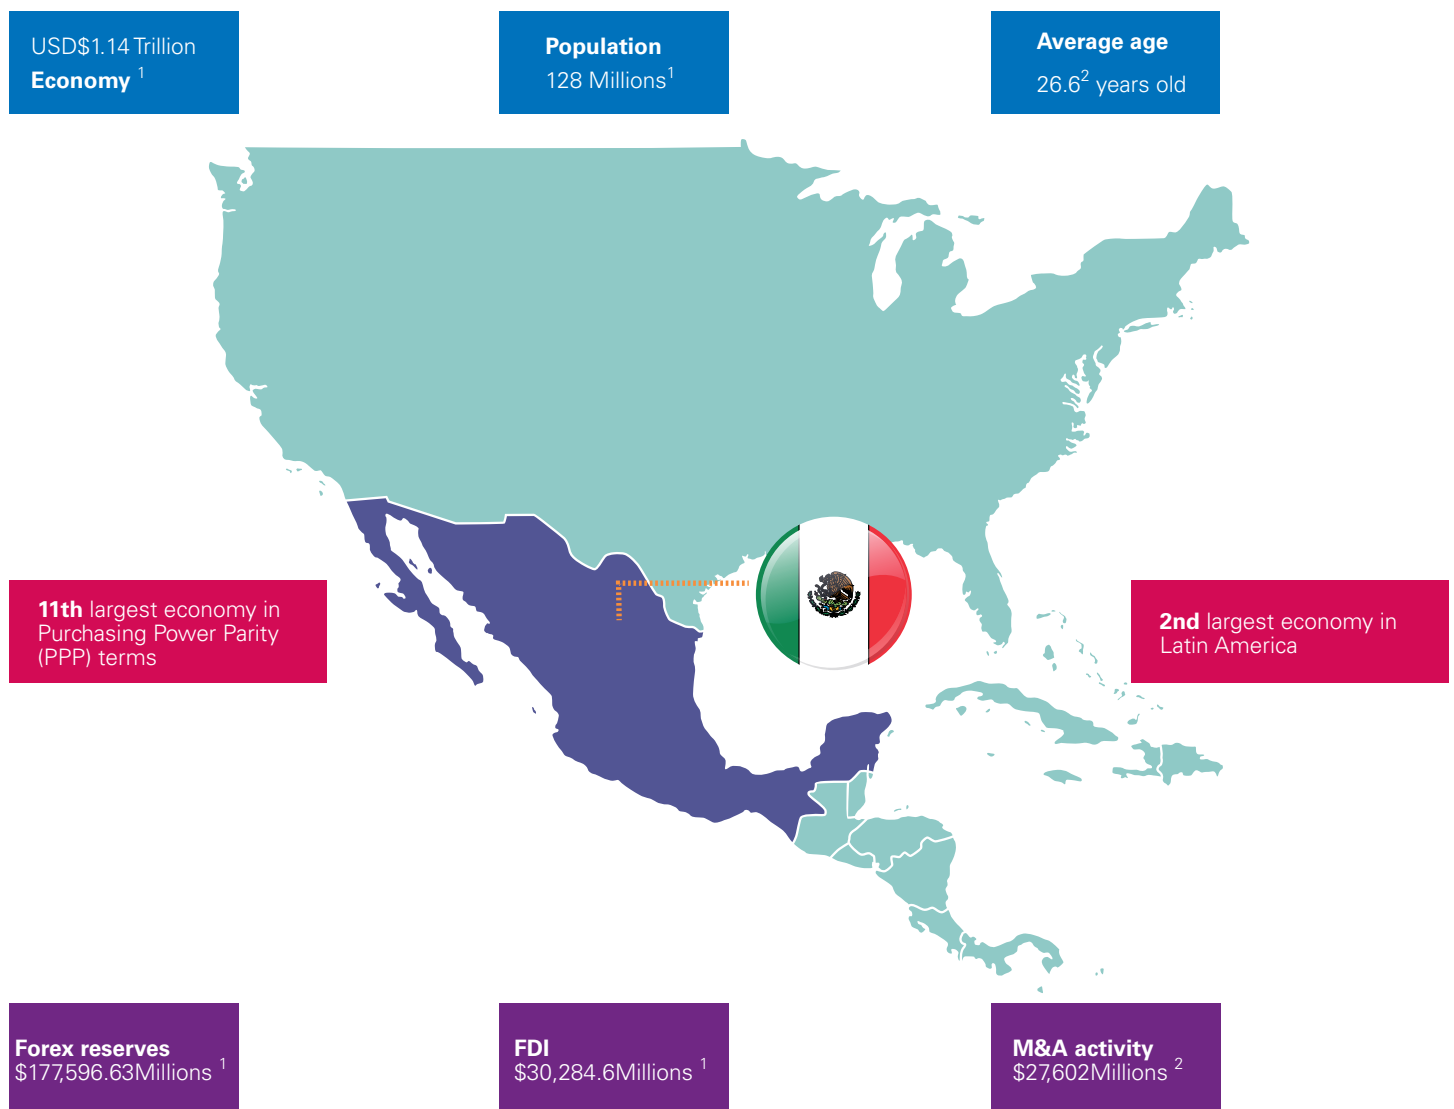 USD$1.14 Trillion
Economy 1
Population
128 Millions1
Average age
26.62 years old
11th largest economy in
Purchasing Power Parity
(PPP) terms
2nd largest economy in
Latin America
Forex reserves
$177,596.63Millions 1
FDI
$30,284.6Millions 1
M&A activity
$27,602Millions 2